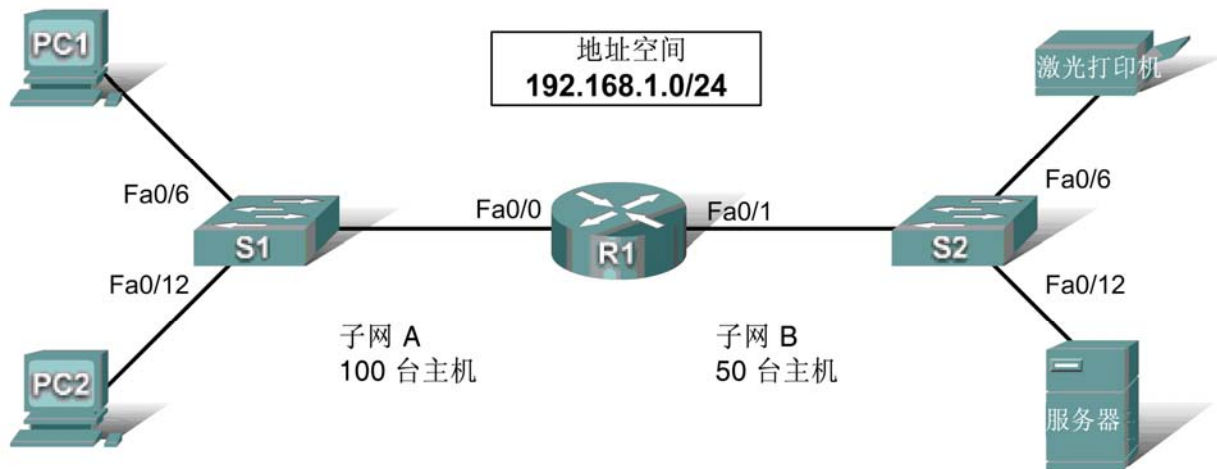 PC1
地址空间
192.168.1.0/24
激光打印机
Fa0/6
Fa0/0
Fa0/1
Fa0/6
S1
R1
S2
Fa0/12
Fa0/12
子网 A
100 台主机
子网 B
50 台主机
PC2
服务器